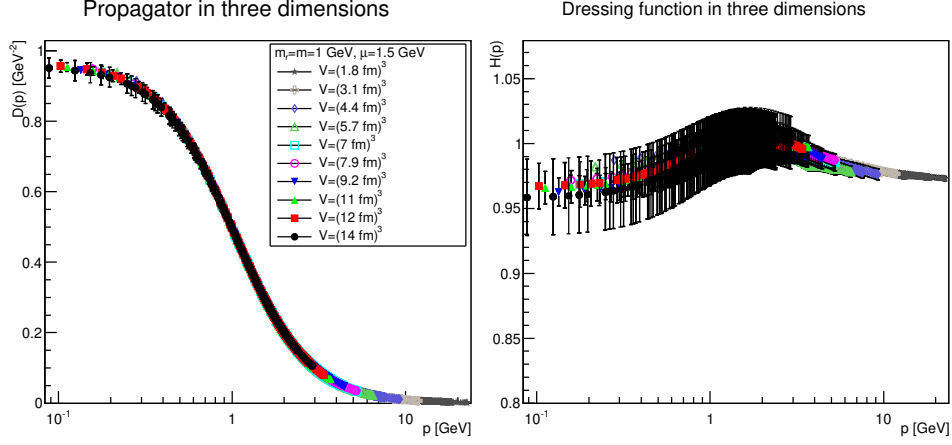 Propagator in three dimensions
D(p) [GeV⁻²]
1
0.8
0.6
0.4
0.2
0
m_r=m=1 GeV, μ=1.5 GeV
V=(1.8 fm)³
V=(3.1 fm)³
V=(4.4 fm)³
V=(5.7 fm)³
V=(7 fm)³
V=(7.9 fm)³
V=(9.2 fm)³
V=(11 fm)³
V=(12 fm)³
V=(14 fm)³
10⁻¹ 1 10
p [GeV]
Dressing function in three dimensions
H(p)
1.05
1
0.95
0.9
0.85
0.8
10⁻¹ 1 10
p [GeV]